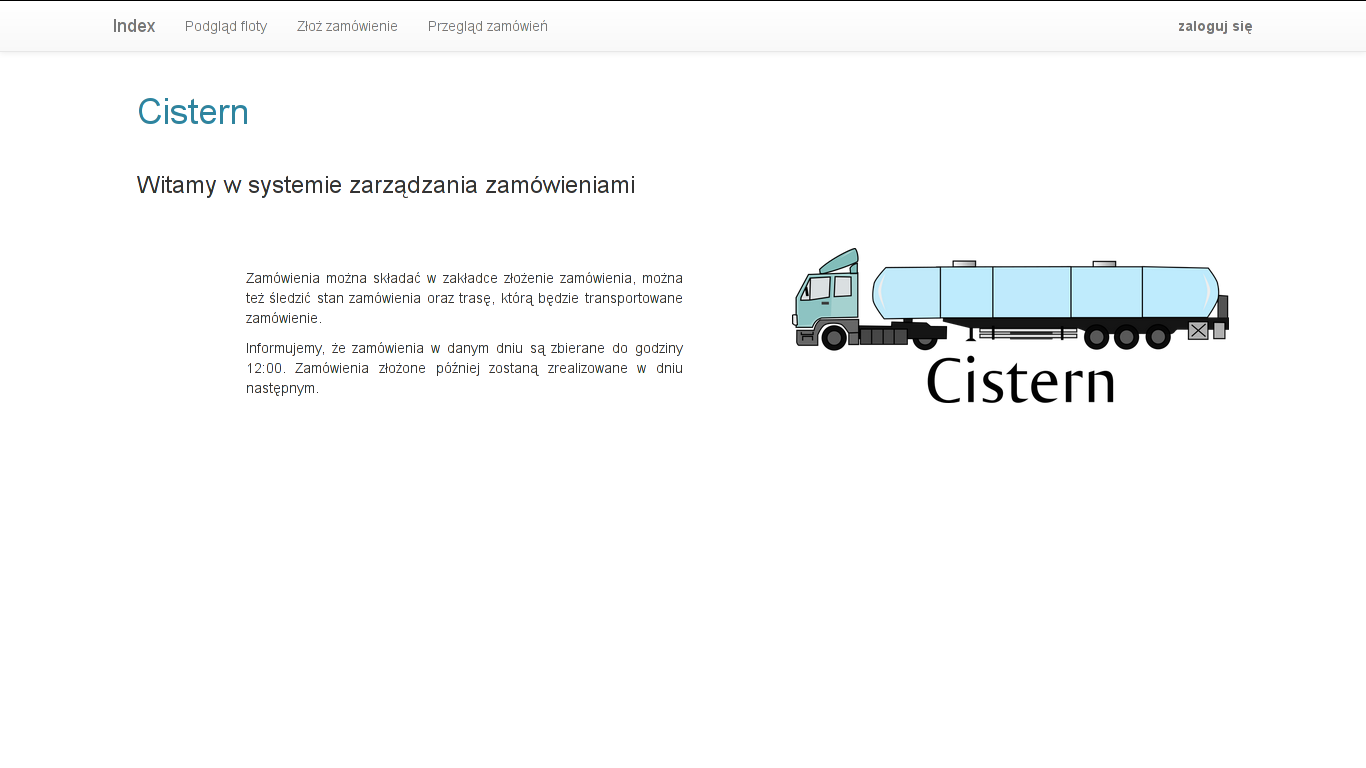 Index Podgląd floty Złoż zamówienie Przegląd zamówień zaloguj się
Cistern
Witamy w systemie zarządzania zamówieniami
Zamówienia można składać w zakładce złożenie zamówienia, można
też śledzić stan zamówienia oraz trasę, którą będzie transportowane
zamówienie.
Informujemy, że zamówienia w danym dniu są zbierane do godziny
12:00. Zamówienia złożone później zostaną zrealizowane w dniu
następnym.
Cistern